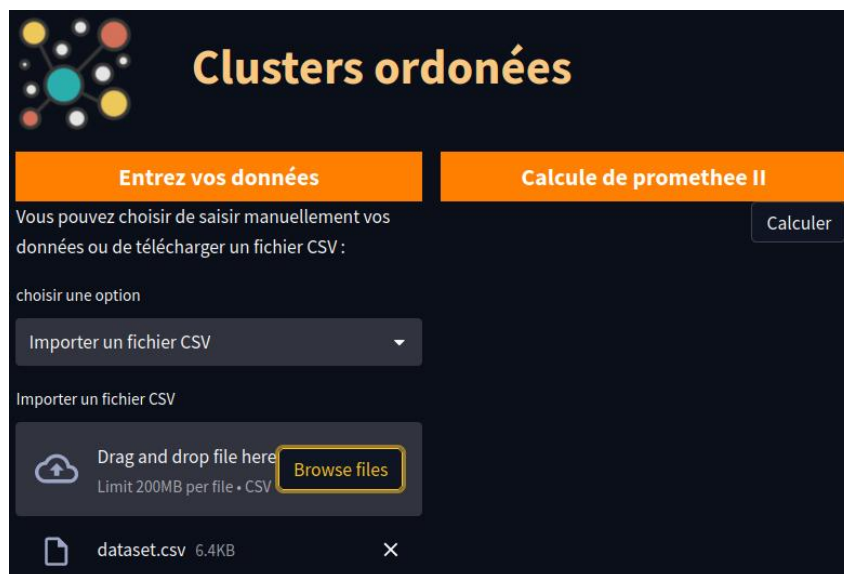 Clusters ordonées
Entrez vos données
Vous pouvez choisir de saisir manuellement vos
données ou de télécharger un fichier CSV :
choisir une option
Importer un fichier CSV
Importer un fichier CSV
Drag and drop file here
Limit 200MB per file • CSV
Browse files
dataset.csv 6.4KB
Calcule de promethee II
Calculer